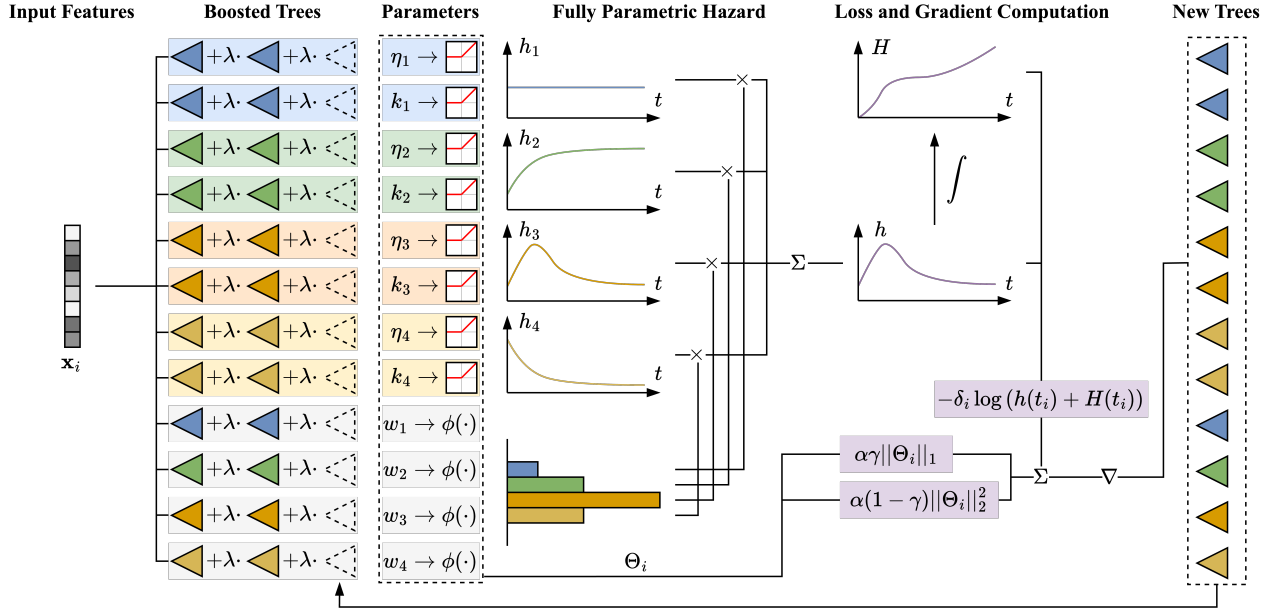 Input Features
Boosted Trees
Parameters
Fully Parametric Hazard
Loss and Gradient Computation
New Trees
+λ· +λ·
η₁ →
+λ· +λ·
k₁ →
+λ· +λ·
η₂ →
+λ· +λ·
k₂ →
+λ· +λ·
η₃ →
+λ· +λ·
k₃ →
+λ· +λ·
η₄ →
+λ· +λ·
k₄ →
+λ· +λ·
w₁ → ϕ(·)
+λ· +λ·
w₂ → ϕ(·)
+λ· +λ·
w₃ → ϕ(·)
+λ· +λ·
w₄ → ϕ(·)
𝐱ᵢ
h₁
t
h₂
t
h₃
t
h₄
t
×
×
×
×
Σ
H
t
∫
h
t
−δᵢ log (h(tᵢ) + H(tᵢ))
αγ||Θᵢ||₁
α(1 − γ)||Θᵢ||₂²
Σ
∇
Θᵢ